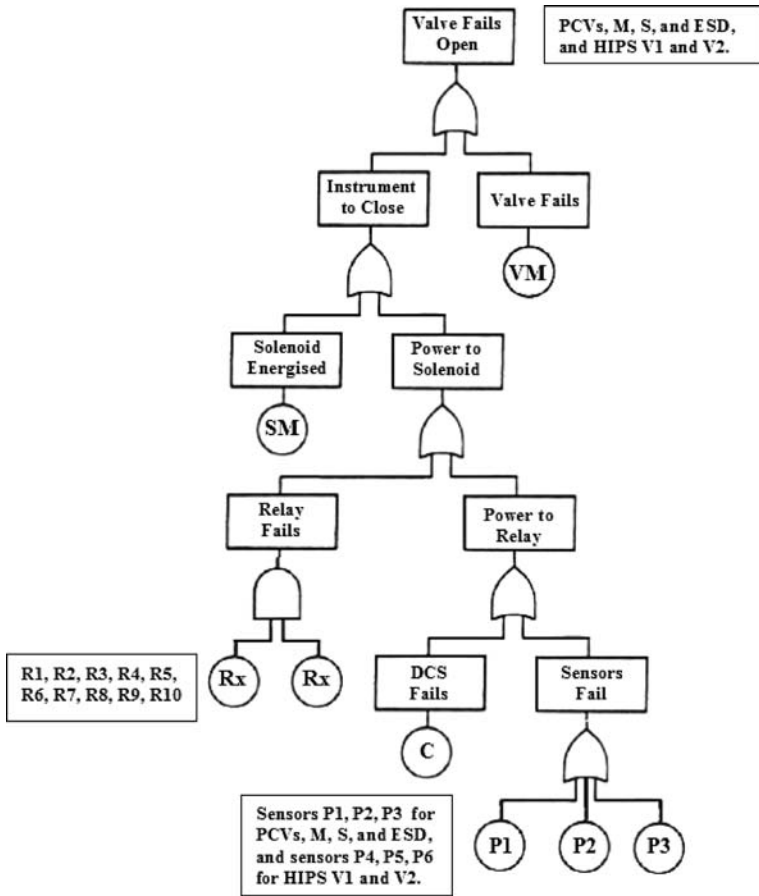 Valve Fails
Open
PCVs, M, S, and ESD,
and HIPS V1 and V2.
Instrument
to Close
Valve Fails
VM
Solenoid
Energised
Power to
Solenoid
SM
Relay
Fails
Power to
Relay
R1, R2, R3, R4, R5,
R6, R7, R8, R9, R10
Rx
Rx
DCS
Fails
Sensors
Fail
C
Sensors P1, P2, P3 for
PCVs, M, S, and ESD,
and sensors P4, P5, P6
for HIPS V1 and V2.
P1
P2
P3